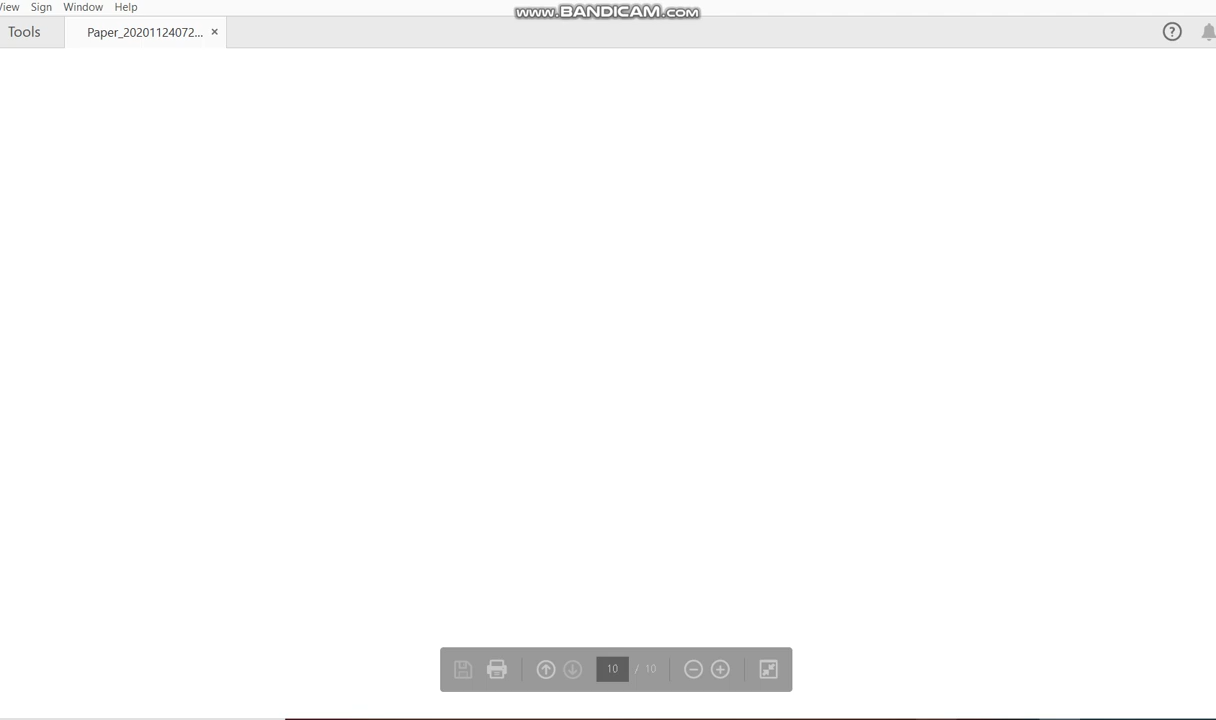 View Sign Window Help
www.BANDICAM.com
Tools Paper_20201124072... ×
?
10 / 10